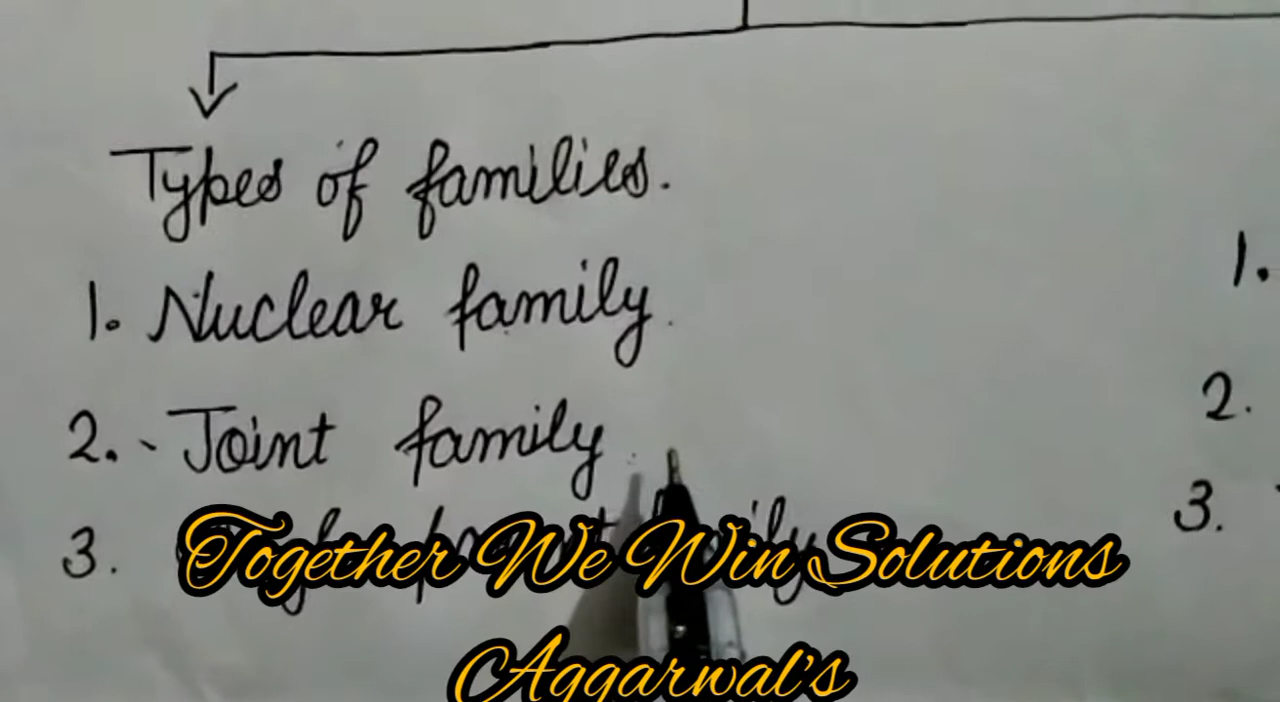 Types of families.
1. Nuclear family
2. Joint family
3.
1.
2.
3.
Together We Win Solutions
Aggarwal's